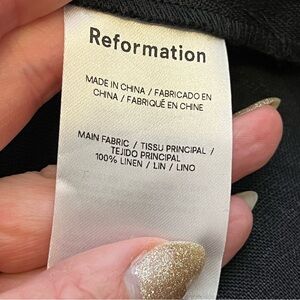 Reformation
MADE IN CHINA / FABRICADO EN
CHINA / FABRIQUÉ EN CHINE
MAIN FABRIC / TISSU PRINCIPAL /
TEJIDO PRINCIPAL
100% LINEN / LIN / LINO